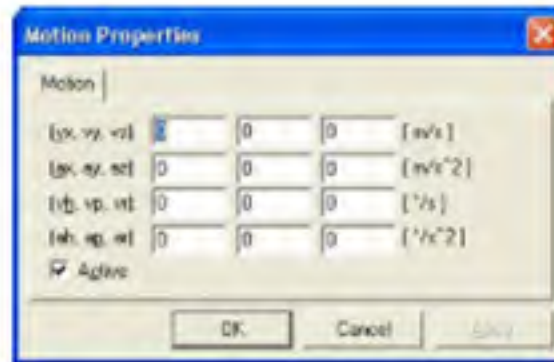 Motion Properties
Motion
[vx, vy, vz] 0 0 0 [ m/s ]
[ax, ay, az] 0 0 0 [ m/s^2 ]
[vh, vp, vr] 0 0 0 [ °/s ]
[ah, ap, ar] 0 0 0 [ °/s^2 ]
Active
OK Cancel Apply